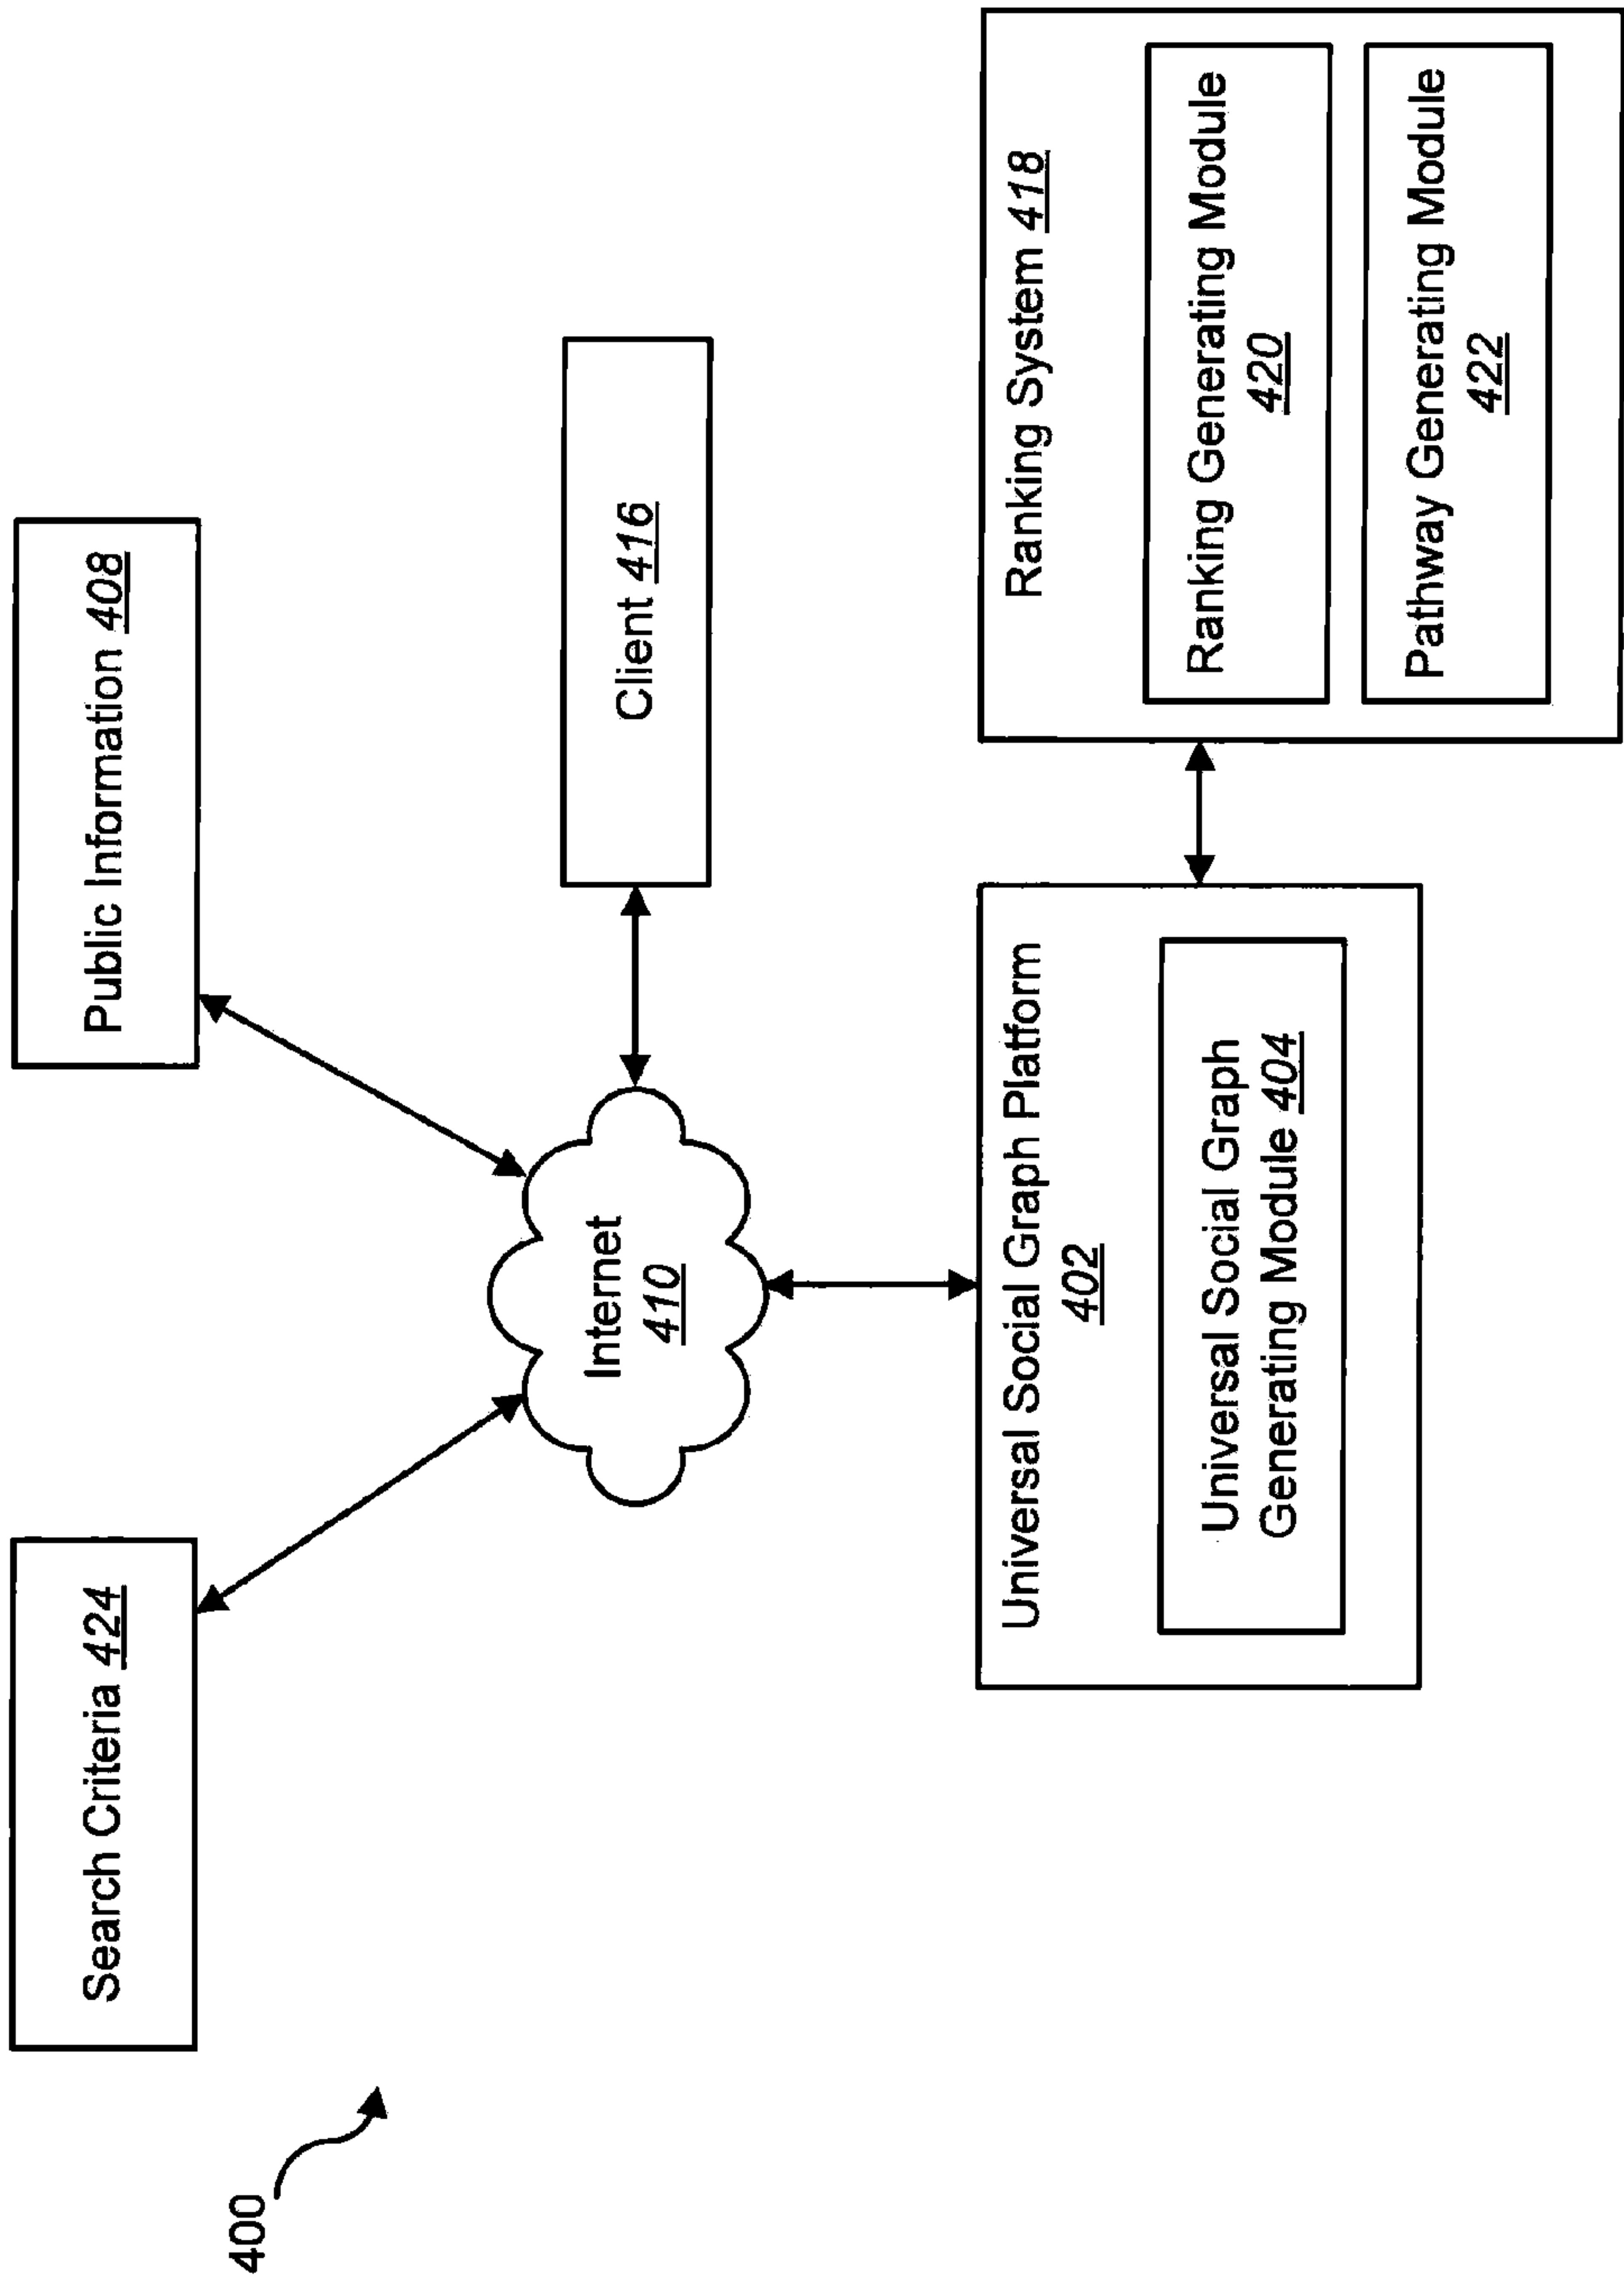 400
Search Criteria 424
Public Information 408
Internet
410
Client 416
Universal Social Graph Platform
402
Universal Social Graph
Generating Module 404
Ranking System 418
Ranking Generating Module
420
Pathway Generating Module
422